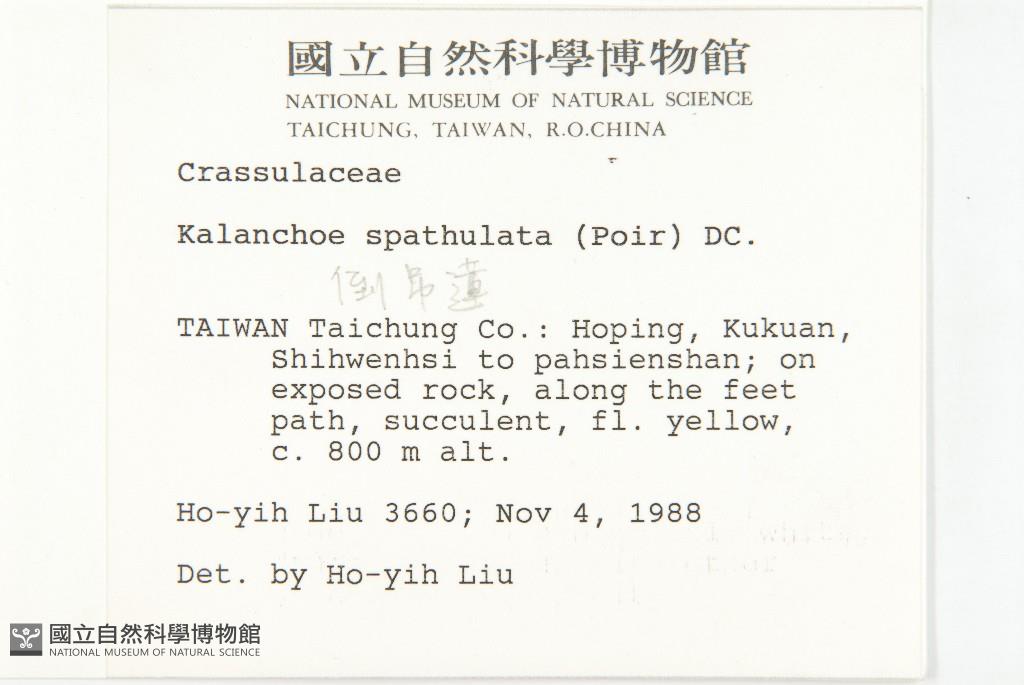 國立自然科學博物館
NATIONAL MUSEUM OF NATURAL SCIENCE
TAICHUNG, TAIWAN, R.O.CHINA
Crassulaceae
Kalanchoe spathulata (Poir) DC.
倒吊蓮
TAIWAN Taichung Co.: Hoping, Kukuan,
Shihwenhsi to pahsienshan; on
exposed rock, along the feet
path, succulent, fl. yellow,
c. 800 m alt.
Ho-yih Liu 3660; Nov 4, 1988
Det. by Ho-yih Liu
國立自然科學博物館
NATIONAL MUSEUM OF NATURAL SCIENCE